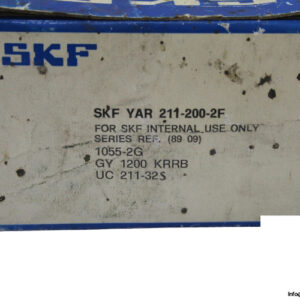 SKF
SKF YAR 211-200-2F
FOR SKF INTERNAL USE ONLY
SERIES REF. (89 09)
1055-2G
GY 1200 KRRB
UC 211-32S